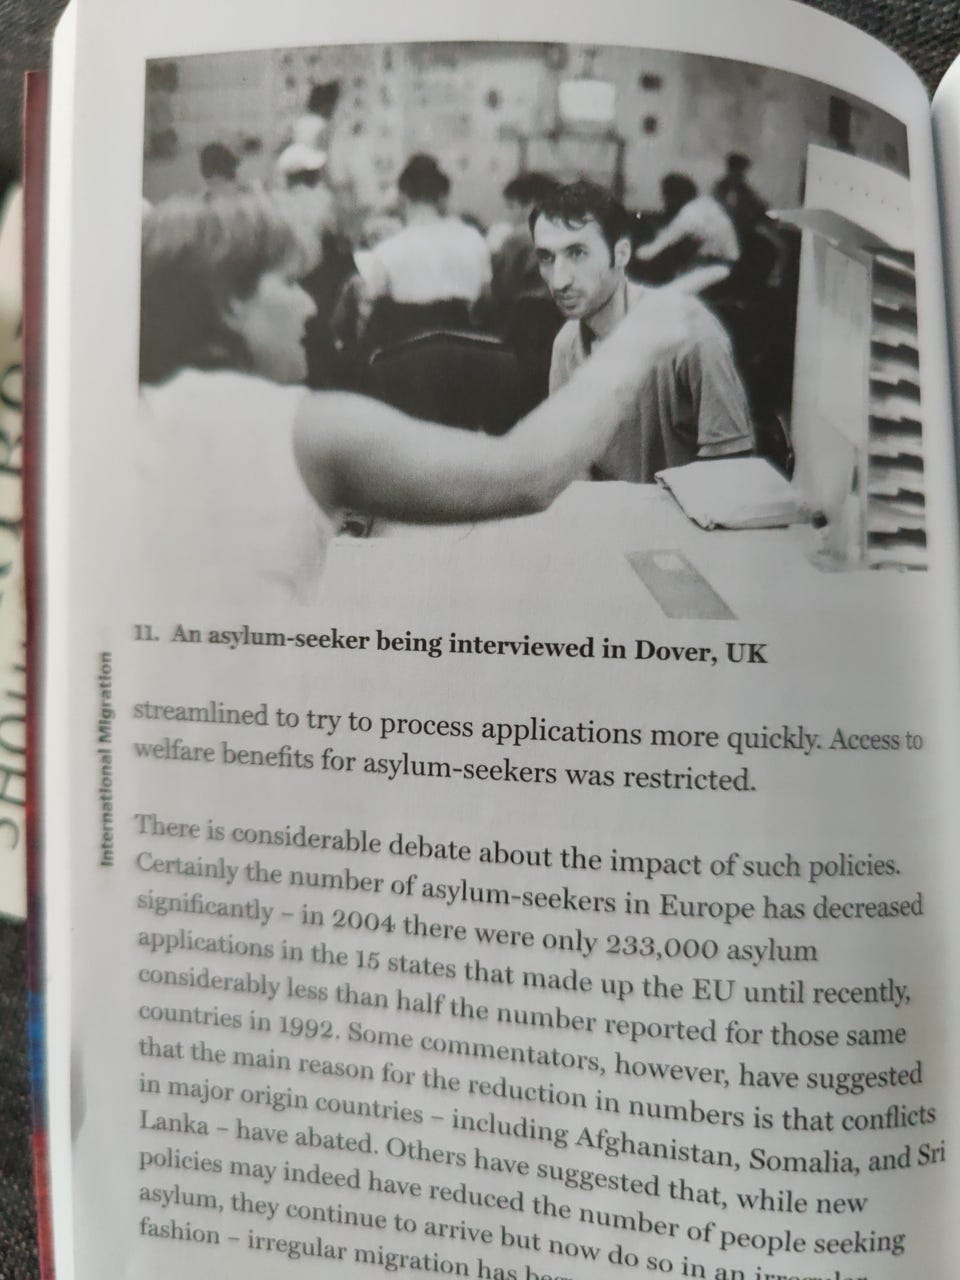 11. An asylum-seeker being interviewed in Dover, UK
International Migration
streamlined to try to process applications more quickly. Access to
welfare benefits for asylum-seekers was restricted.
There is considerable debate about the impact of such policies.
Certainly the number of asylum-seekers in Europe has decreased
significantly – in 2004 there were only 233,000 asylum
applications in the 15 states that made up the EU until recently,
considerably less than half the number reported for those same
countries in 1992. Some commentators, however, have suggested
that the main reason for the reduction in numbers is that conflicts
in major origin countries – including Afghanistan, Somalia, and Sri
Lanka – have abated. Others have suggested that, while new
policies may indeed have reduced the number of people seeking
asylum, they continue to arrive but now do so in an irregular
fashion – irregular migration has